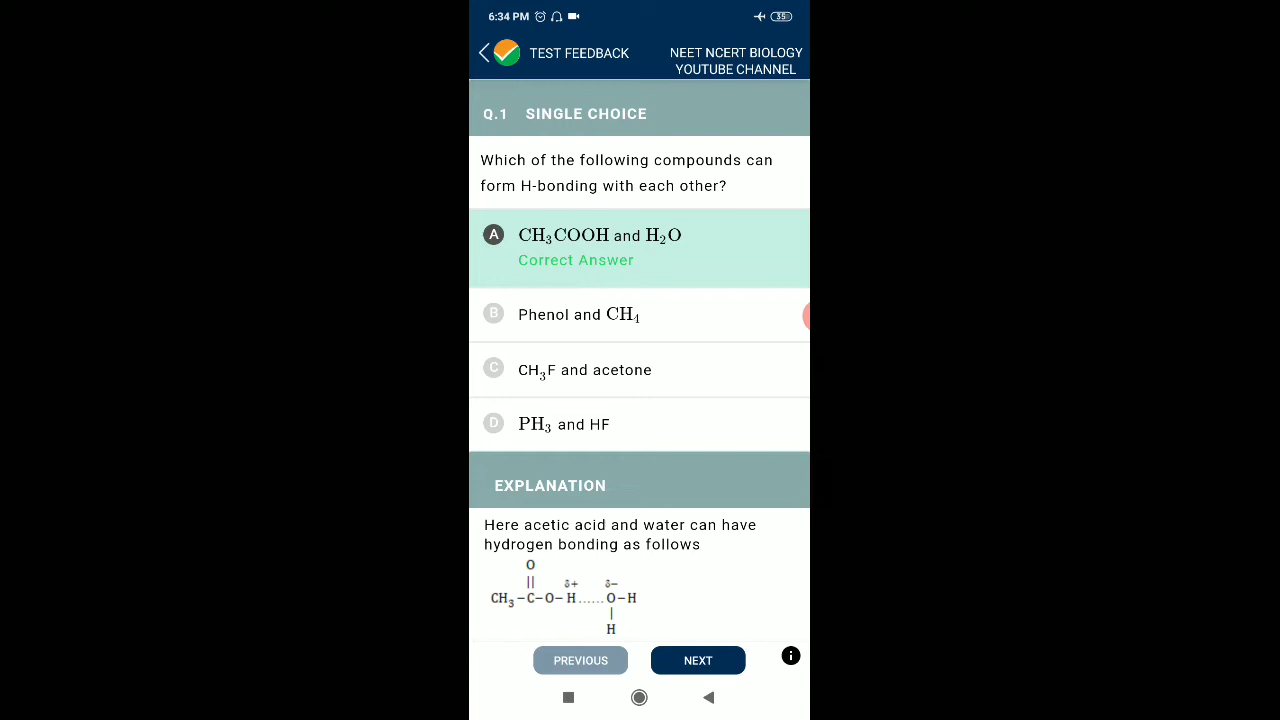 6:34 PM
35
TEST FEEDBACK
NEET NCERT BIOLOGY
YOUTUBE CHANNEL
Q.1 SINGLE CHOICE
Which of the following compounds can
form H-bonding with each other?
A CH₃COOH and H₂O
Correct Answer
B Phenol and CH₄
C CH₃F and acetone
D PH₃ and HF
EXPLANATION
Here acetic acid and water can have
hydrogen bonding as follows
O
|| δ+ δ−
CH₃−C−O−H......O−H
|
H
PREVIOUS NEXT i